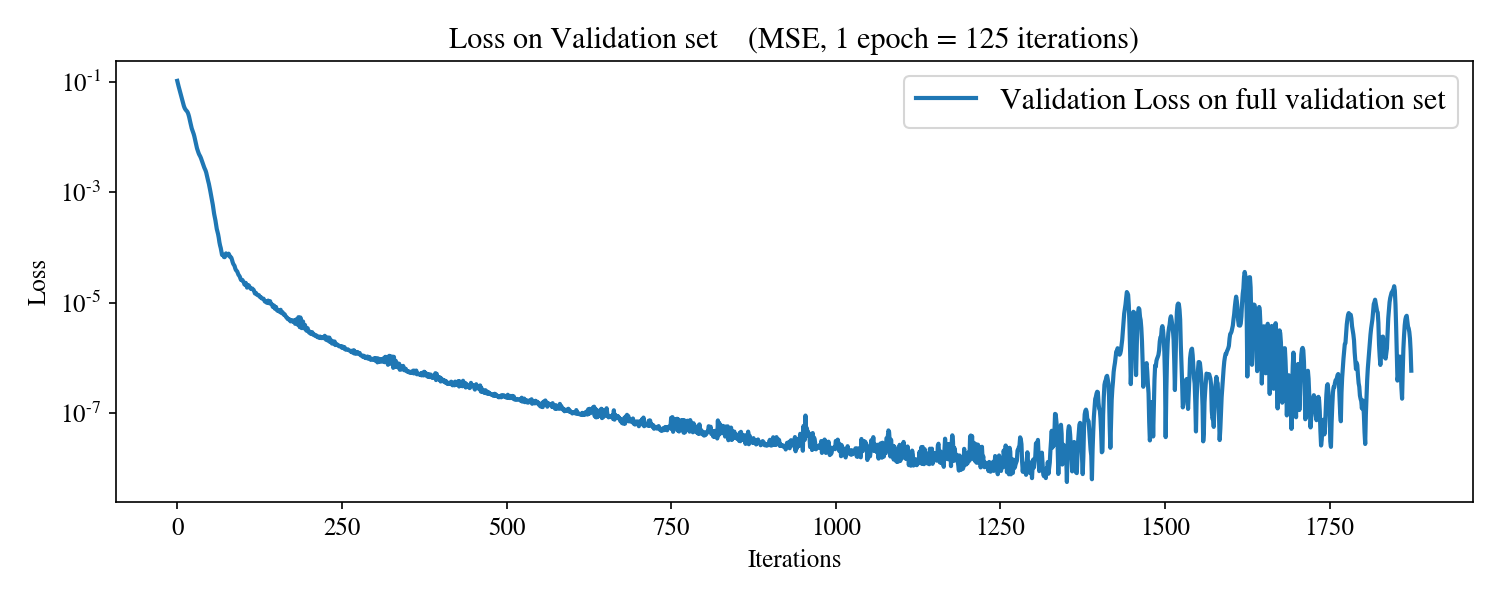 Loss on Validation set (MSE, 1 epoch = 125 iterations)
Validation Loss on full validation set
10-1
10-3
10-5
10-7
Loss
0 250 500 750 1000 1250 1500 1750
Iterations